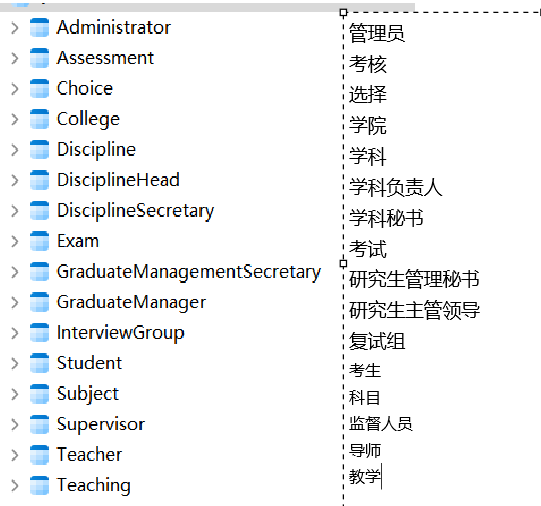 Administrator
Assessment
Choice
College
Discipline
DisciplineHead
DisciplineSecretary
Exam
GraduateManagementSecretary
GraduateManager
InterviewGroup
Student
Subject
Supervisor
Teacher
Teaching
管理员
考核
选择
学院
学科
学科负责人
学科秘书
考试
研究生管理秘书
研究生主管领导
复试组
考生
科目
监督人员
导师
教学